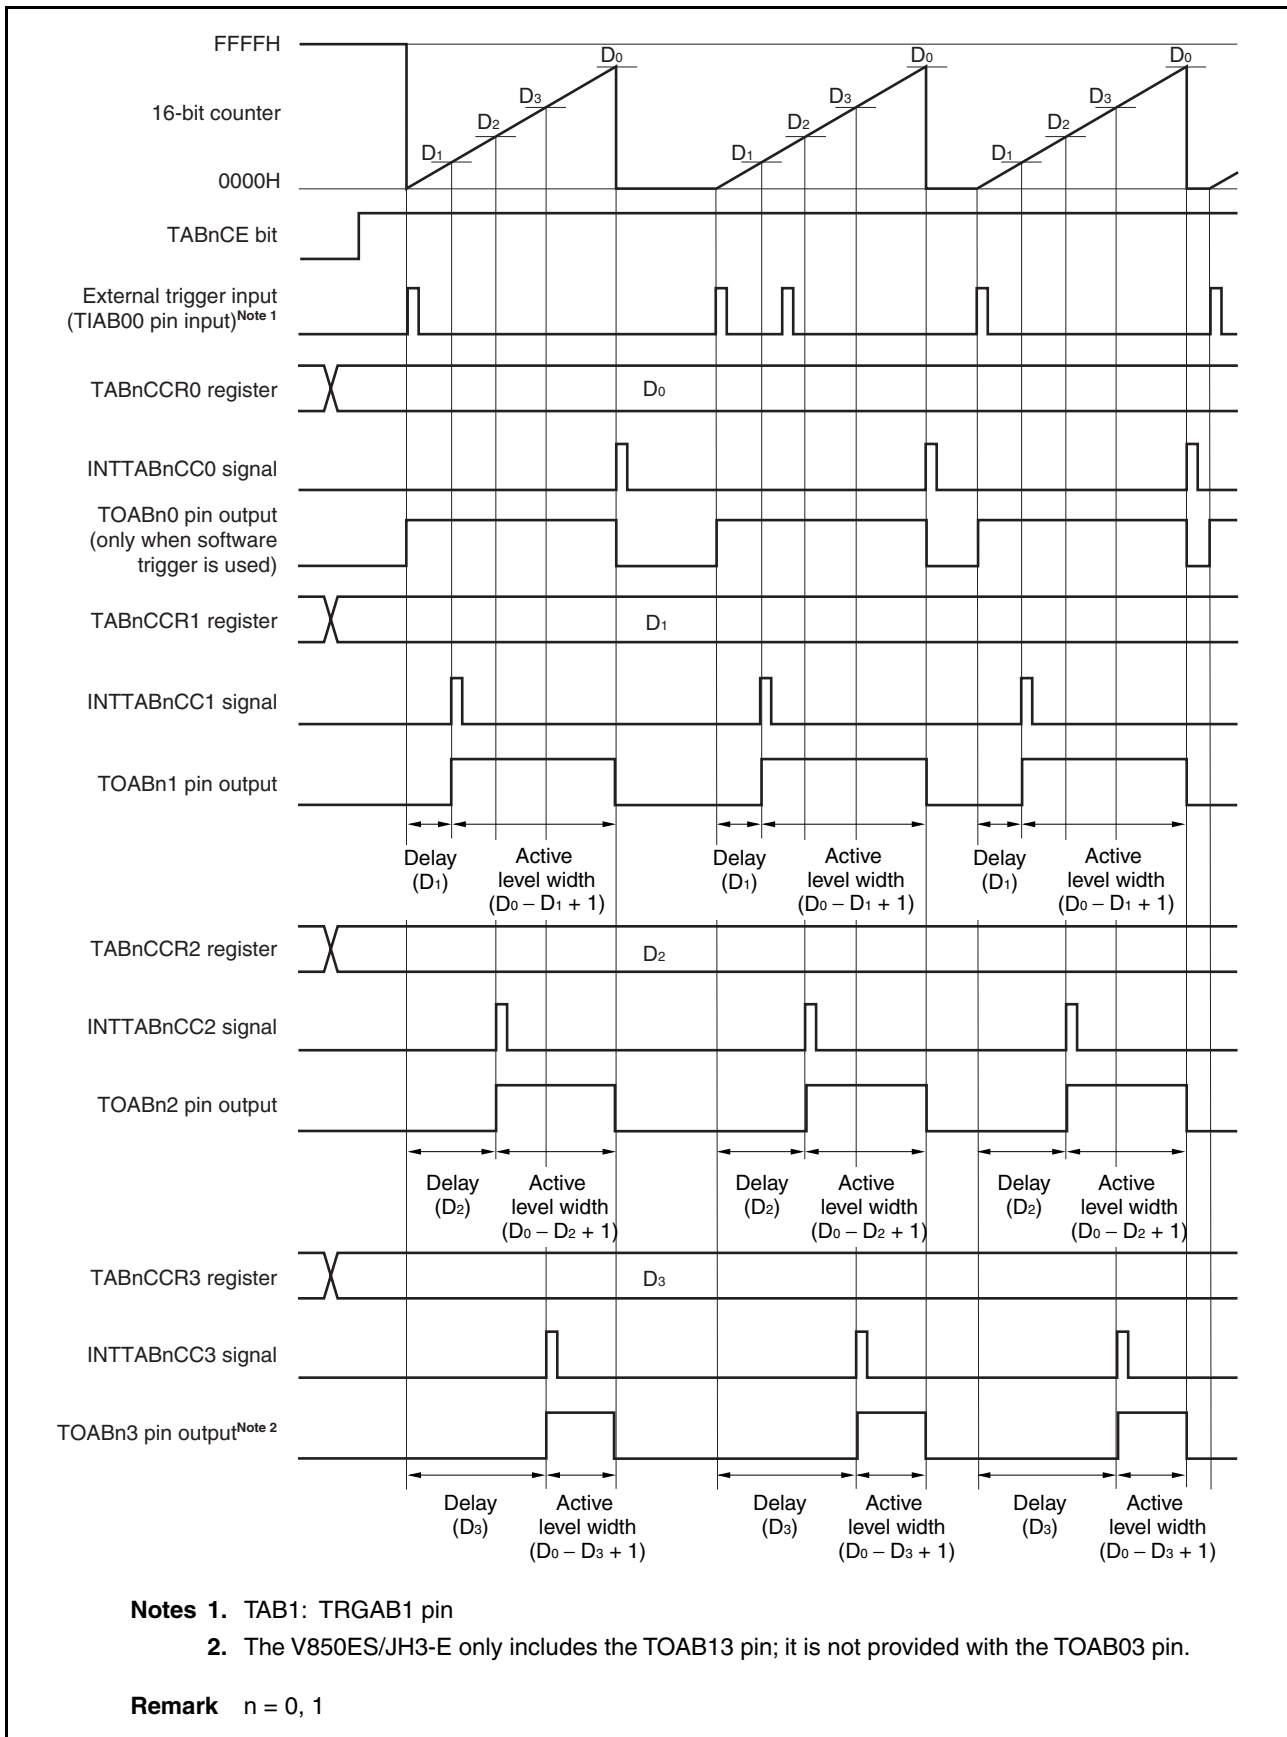 FFFFH
D0 D0 D0
D3 D3 D3
16-bit counter
D2 D2 D2
D1 D1 D1
0000H
TABnCE bit
External trigger input
(TIAB00 pin input)Note 1
TABnCCR0 register D0
INTTABnCC0 signal
TOABn0 pin output
(only when software
trigger is used)
TABnCCR1 register D1
INTTABnCC1 signal
TOABn1 pin output
Delay Active Delay Active Delay Active
(D1) level width (D1) level width (D1) level width
(D0 – D1 + 1) (D0 – D1 + 1) (D0 – D1 + 1)
TABnCCR2 register D2
INTTABnCC2 signal
TOABn2 pin output
Delay Active Delay Active Delay Active
(D2) level width (D2) level width (D2) level width
(D0 – D2 + 1) (D0 – D2 + 1) (D0 – D2 + 1)
TABnCCR3 register D3
INTTABnCC3 signal
TOABn3 pin outputNote 2
Delay Active Delay Active Delay Active
(D3) level width (D3) level width (D3) level width
(D0 – D3 + 1) (D0 – D3 + 1) (D0 – D3 + 1)
Notes 1. TAB1: TRGAB1 pin
2. The V850ES/JH3-E only includes the TOAB13 pin; it is not provided with the TOAB03 pin.
Remark n = 0, 1